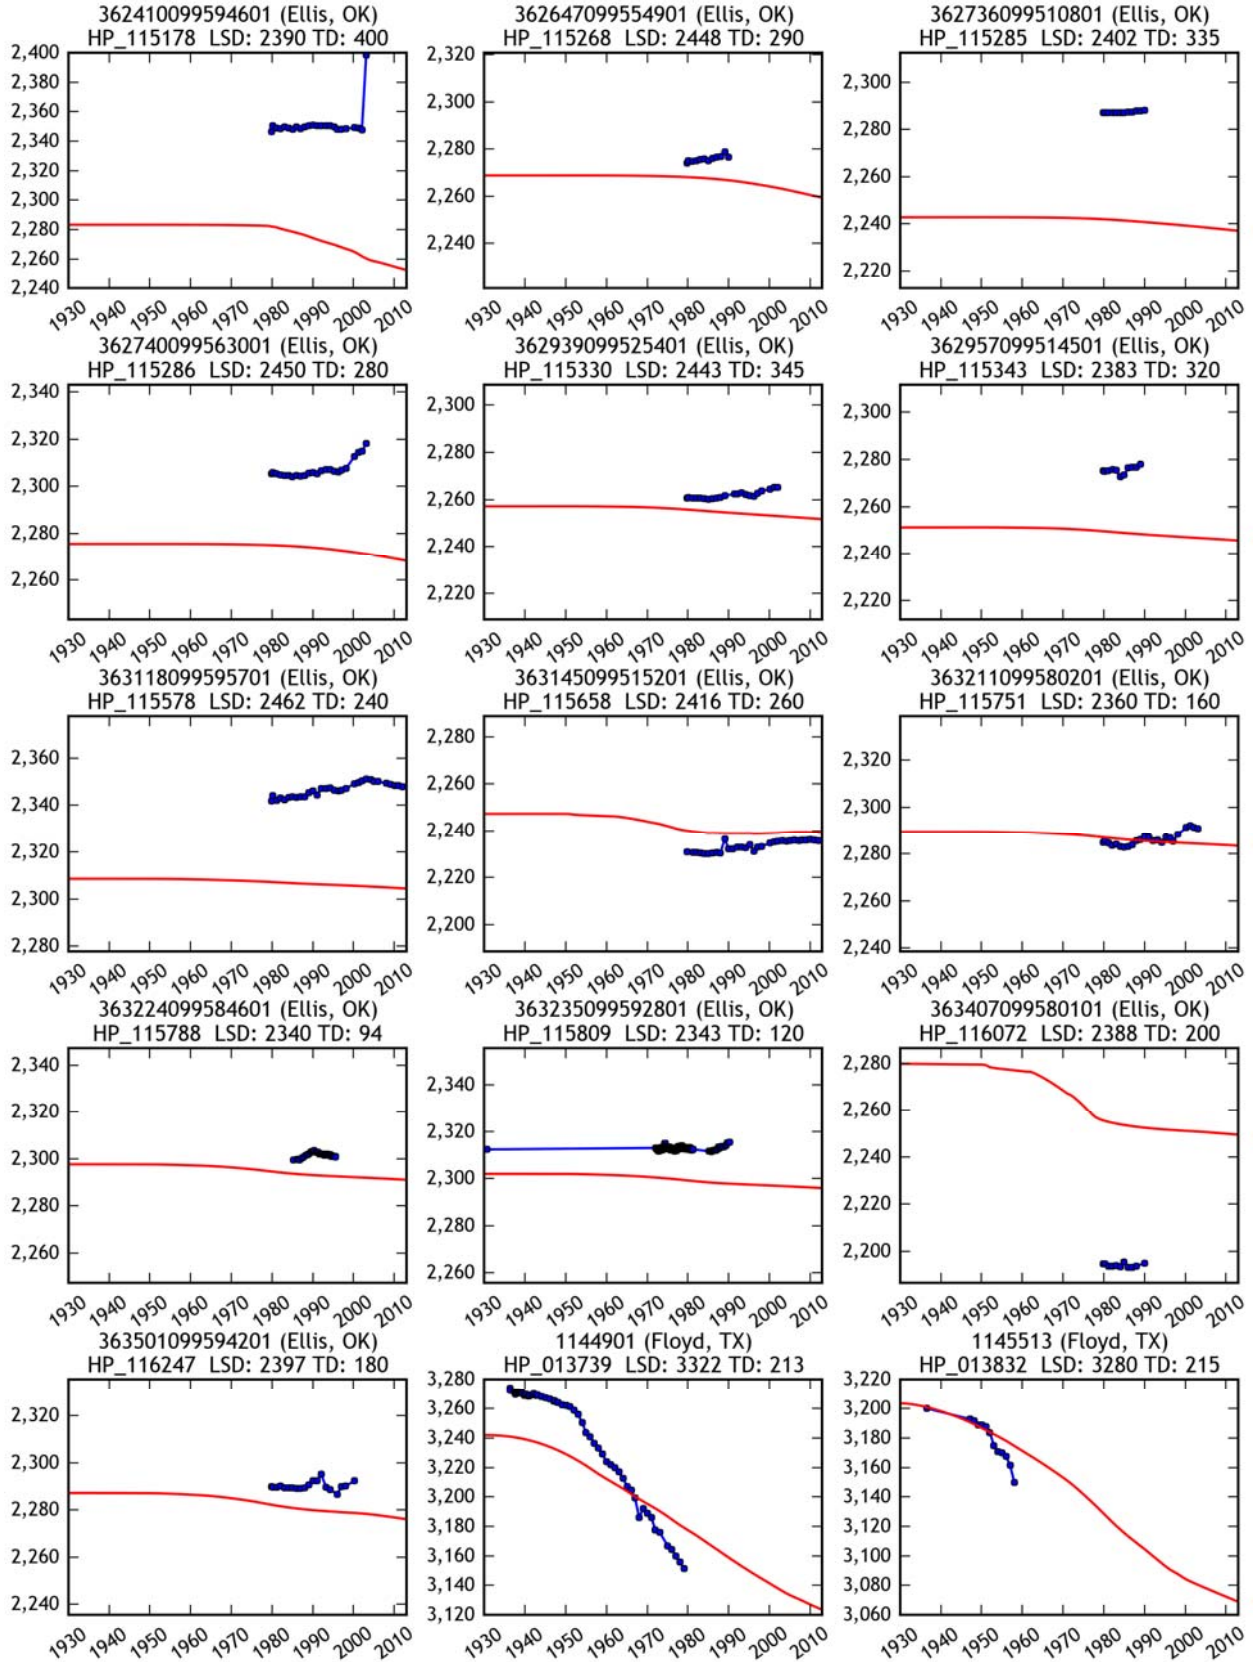 362410099594601 (Ellis, OK)
HP_115178 LSD: 2390 TD: 400
2,400
2,380
2,360
2,340
2,320
2,300
2,280
2,260
2,240
1930 1940 1950 1960 1970 1980 1990 2000 2010
362647099554901 (Ellis, OK)
HP_115268 LSD: 2448 TD: 290
2,320
2,300
2,280
2,260
2,240
1930 1940 1950 1960 1970 1980 1990 2000 2010
362736099510801 (Ellis, OK)
HP_115285 LSD: 2402 TD: 335
2,300
2,280
2,260
2,240
2,220
1930 1940 1950 1960 1970 1980 1990 2000 2010
362740099563001 (Ellis, OK)
HP_115286 LSD: 2450 TD: 280
2,340
2,320
2,300
2,280
2,260
1930 1940 1950 1960 1970 1980 1990 2000 2010
362939099525401 (Ellis, OK)
HP_115330 LSD: 2443 TD: 345
2,300
2,280
2,260
2,240
2,220
1930 1940 1950 1960 1970 1980 1990 2000 2010
362957099514501 (Ellis, OK)
HP_115343 LSD: 2383 TD: 320
2,300
2,280
2,260
2,240
2,220
1930 1940 1950 1960 1970 1980 1990 2000 2010
363118099595701 (Ellis, OK)
HP_115578 LSD: 2462 TD: 240
2,360
2,340
2,320
2,300
2,280
1930 1940 1950 1960 1970 1980 1990 2000 2010
363145099515201 (Ellis, OK)
HP_115658 LSD: 2416 TD: 260
2,280
2,260
2,240
2,220
2,200
1930 1940 1950 1960 1970 1980 1990 2000 2010
363211099580201 (Ellis, OK)
HP_115751 LSD: 2360 TD: 160
2,320
2,300
2,280
2,260
2,240
1930 1940 1950 1960 1970 1980 1990 2000 2010
363224099584601 (Ellis, OK)
HP_115788 LSD: 2340 TD: 94
2,340
2,320
2,300
2,280
2,260
1930 1940 1950 1960 1970 1980 1990 2000 2010
363235099592801 (Ellis, OK)
HP_115809 LSD: 2343 TD: 120
2,340
2,320
2,300
2,280
2,260
1930 1940 1950 1960 1970 1980 1990 2000 2010
363407099580101 (Ellis, OK)
HP_116072 LSD: 2388 TD: 200
2,280
2,260
2,240
2,220
2,200
1930 1940 1950 1960 1970 1980 1990 2000 2010
363501099594201 (Ellis, OK)
HP_116247 LSD: 2397 TD: 180
2,320
2,300
2,280
2,260
2,240
1930 1940 1950 1960 1970 1980 1990 2000 2010
1144901 (Floyd, TX)
HP_013739 LSD: 3322 TD: 213
3,280
3,260
3,240
3,220
3,200
3,180
3,160
3,140
3,120
1930 1940 1950 1960 1970 1980 1990 2000 2010
1145513 (Floyd, TX)
HP_013832 LSD: 3280 TD: 215
3,220
3,200
3,180
3,160
3,140
3,120
3,100
3,080
3,060
1930 1940 1950 1960 1970 1980 1990 2000 2010